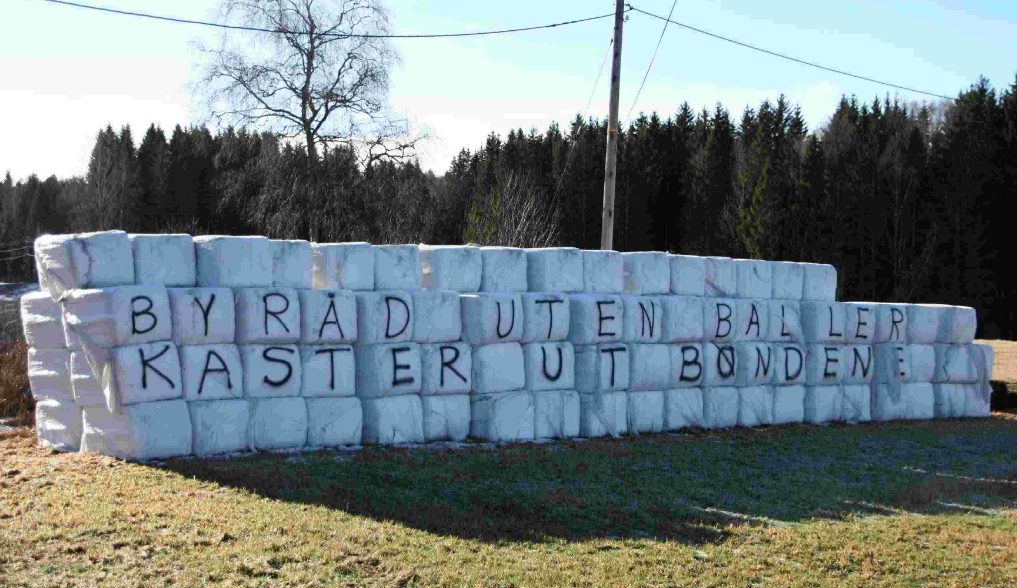 BYRÅD UTEN BALLER
KASTER UT BØNDENE